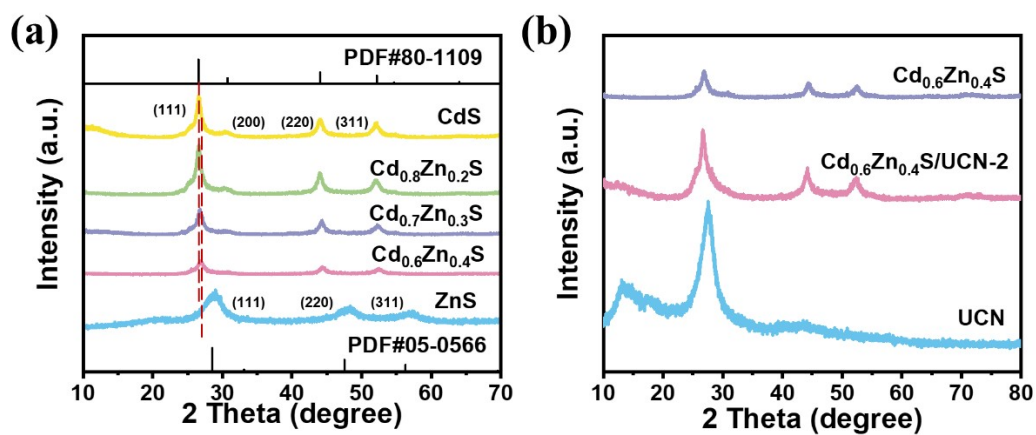 (a)
PDF#80-1109
(111)
(200)
(220)
(311)
CdS
Cd0.8Zn0.2S
Cd0.7Zn0.3S
Cd0.6Zn0.4S
ZnS
(111)
(220)
(311)
PDF#05-0566
Intensity (a.u.)
10 20 30 40 50 60 70
2 Theta (degree)
(b)
Cd0.6Zn0.4S
Cd0.6Zn0.4S/UCN-2
UCN
Intensity (a.u.)
10 20 30 40 50 60 70 80
2 Theta (degree)